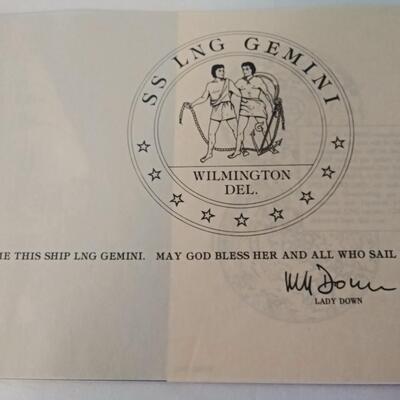 SS LNG GEMINI
WILMINGTON
DEL.
ME THIS SHIP LNG GEMINI. MAY GOD BLESS HER AND ALL WHO SAIL
LADY DOWN